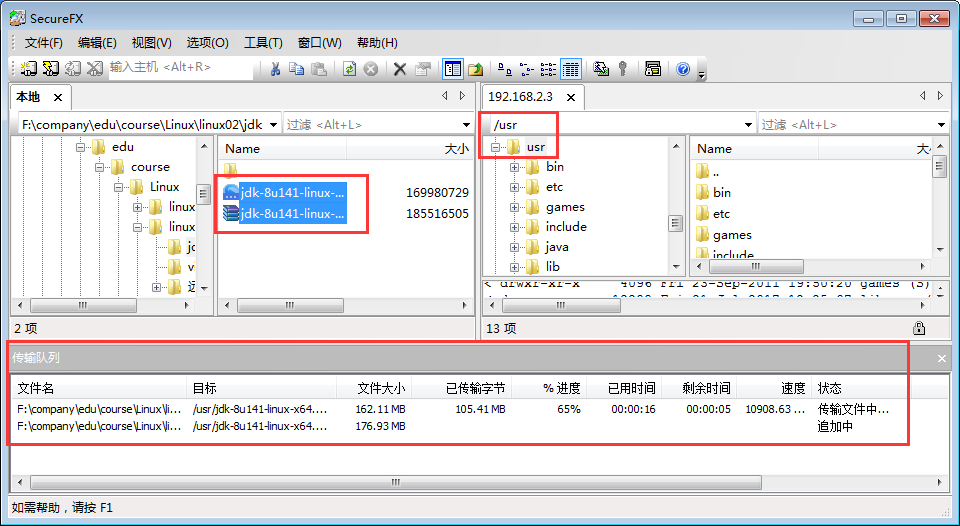 SecureFX
文件(F) 编辑(E) 视图(V) 选项(O) 工具(T) 窗口(W) 帮助(H)
输入主机 <Alt+R>
本地 192.168.2.3
F:\company\edu\course\Linux\linux02\jdk 过滤 <Alt+L> /usr 过滤 <Alt+L>
edu Name 大小 usr Name
course bin ..
Linux jdk-8u141-linux-... 169980729 etc bin
linux jdk-8u141-linux-... 185516505 games etc
linux include games
java include
lib
< drwxr-xr-x 4096 Fri 23-Sep-2011 19:50:20 games (3)
2 项 13 项
传输队列
文件名 目标 文件大小 已传输字节 % 进度 已用时间 剩余时间 速度 状态
F:\company\edu\course\Linux\li... /usr/jdk-8u141-linux-x64.... 162.11 MB 105.41 MB 65% 00:00:16 00:00:05 10908.63 ... 传输文件中...
F:\company\edu\course\Linux\li... /usr/jdk-8u141-linux-x64.... 176.93 MB 追加中
如需帮助，请按 F1